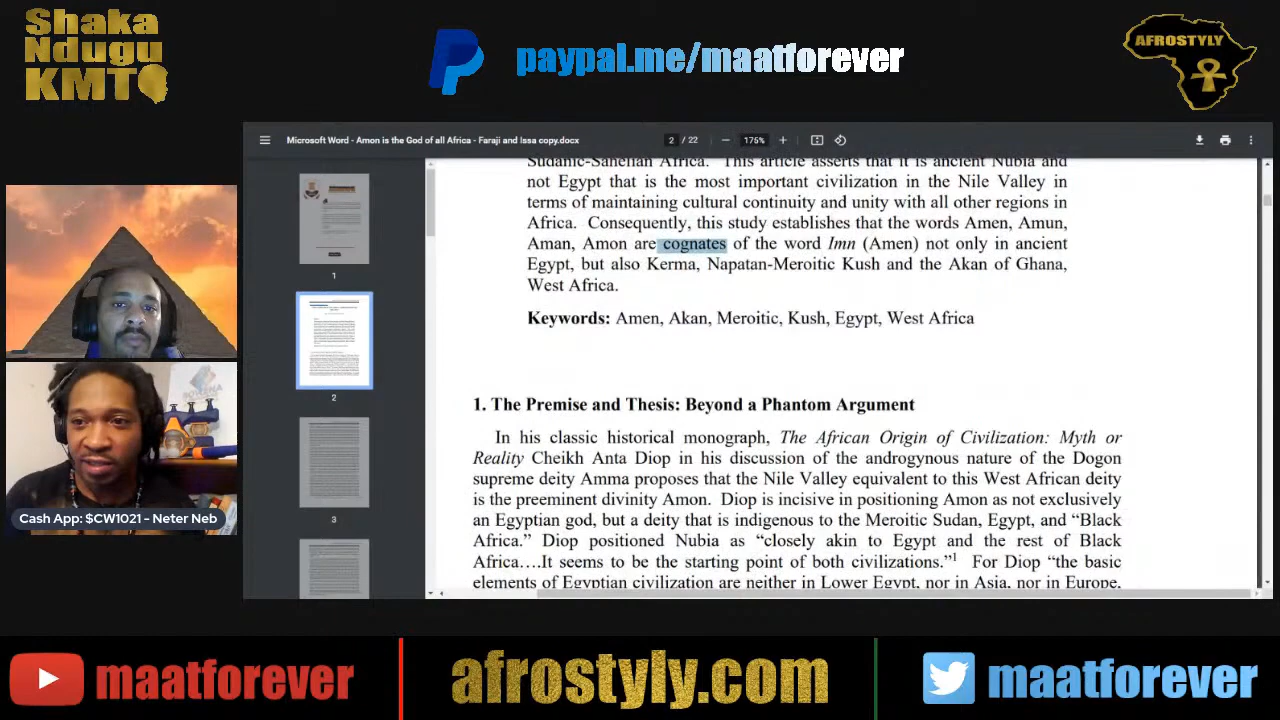 Shaka
Ndugu
KMT
paypal.me/maatforever
AFROSTYLY
Microsoft Word - Amon is the God of all Africa - Faraji and Issa copy.docx
2 / 22
175%
1
2
3
Sudanic-Sahelian Africa. This article asserts that it is ancient Nubia and
not Egypt that is the most important civilization in the Nile Valley in
terms of maintaining cultural continuity and unity with all other regions in
Africa. Consequently, this study establishes that the words Amen, Amun,
Aman, Amon are cognates of the word Imn (Amen) not only in ancient
Egypt, but also Kerma, Napatan-Meroitic Kush and the Akan of Ghana,
West Africa.
Keywords: Amen, Akan, Meroitic, Kush, Egypt, West Africa
1. The Premise and Thesis: Beyond a Phantom Argument
In his classic historical monograph, The African Origin of Civilization: Myth or
Reality Cheikh Anta Diop in his discussion of the androgynous nature of the Dogon
supreme deity Amma proposes that the Nile Valley equivalent to this West African deity
is the preeminent divinity Amon. Diop is incisive in positioning Amon as not exclusively
an Egyptian god, but a deity that is indigenous to the Meroitic Sudan, Egypt, and “Black
Africa.” Diop positioned Nubia as “closely akin to Egypt and the rest of Black
Africa….It seems to be the starting point of both civilizations.”1 For Diop “the basic
elements of Egyptian civilization are neither in Lower Egypt, nor in Asia, nor in Europe,
Cash App: $CW1021 - Neter Neb
maatforever
afrostyly.com
maatforever